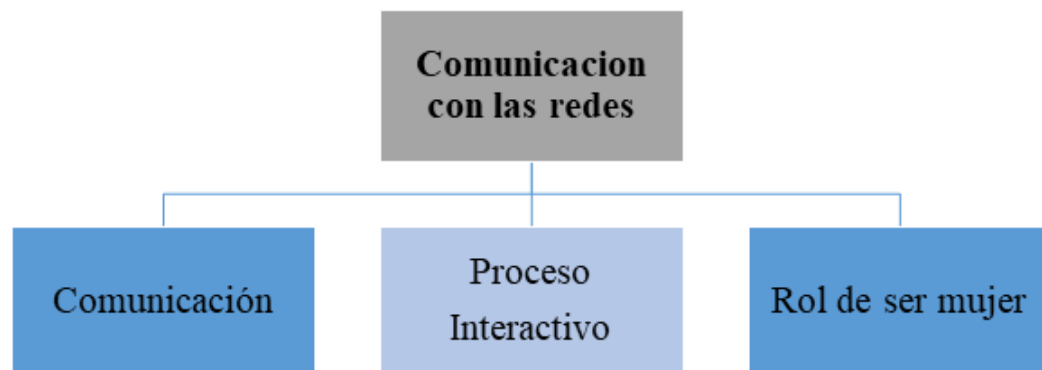 Comunicacion
con las redes
Comunicación
Proceso
Interactivo
Rol de ser mujer